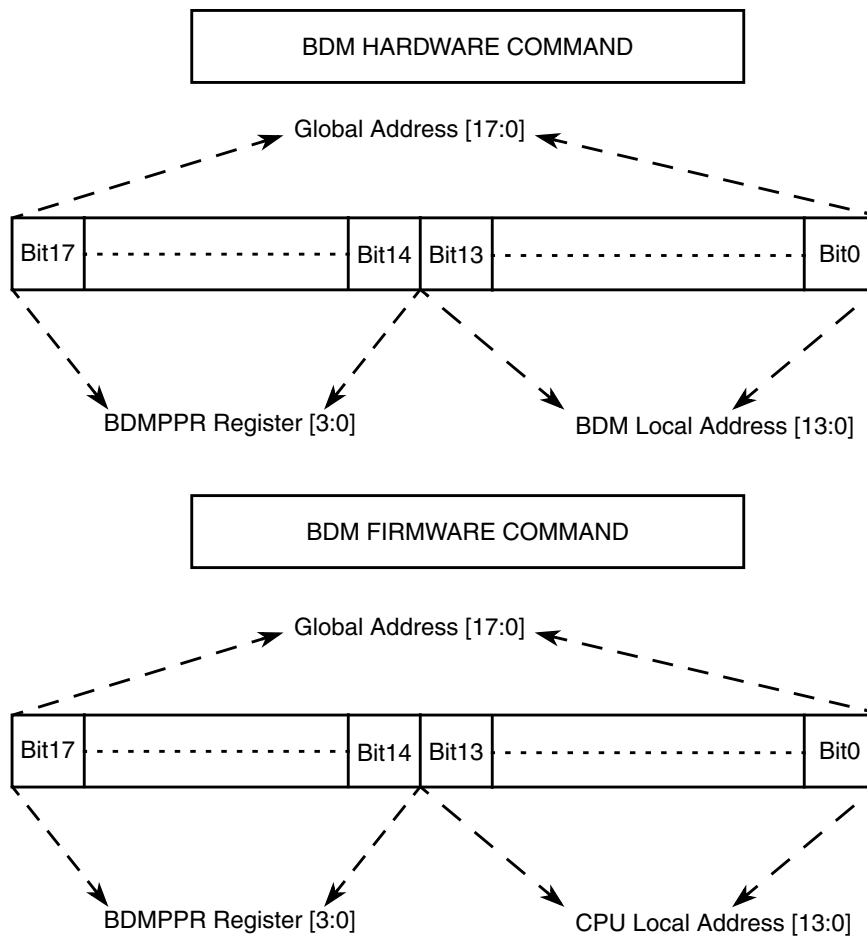 BDM HARDWARE COMMAND
Global Address [17:0]
Bit17 Bit14 Bit13 Bit0
BDMPPR Register [3:0]
BDM Local Address [13:0]
BDM FIRMWARE COMMAND
Global Address [17:0]
Bit17 Bit14 Bit13 Bit0
BDMPPR Register [3:0]
CPU Local Address [13:0]